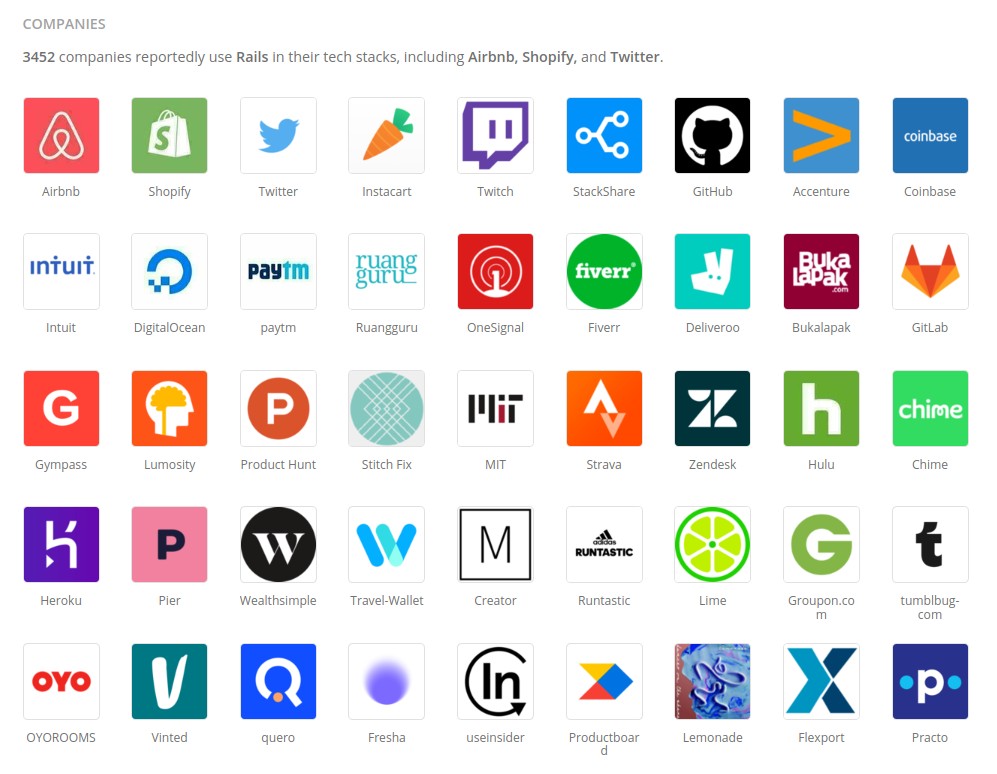 COMPANIES
3452 companies reportedly use Rails in their tech stacks, including Airbnb, Shopify, and Twitter.
S
coinbase
Airbnb Shopify Twitter Instacart Twitch StackShare GitHub Accenture Coinbase
intuit paytm ruang guru fiverr Buka lapak .com
Intuit DigitalOcean paytm Ruangguru OneSignal Fiverr Deliveroo Bukalapak GitLab
G P MIT h chime
Gympass Lumosity Product Hunt Stitch Fix MIT Strava Zendesk Hulu Chime
P W W M adidas RUNTASTIC G t
Heroku Pier Wealthsimple Travel-Wallet Creator Runtastic Lime Groupon.co tumblbug-
m com
OYO V In p
OYOROOMS Vinted quero Fresha useinsider Productboar Lemonade Flexport Practo
d